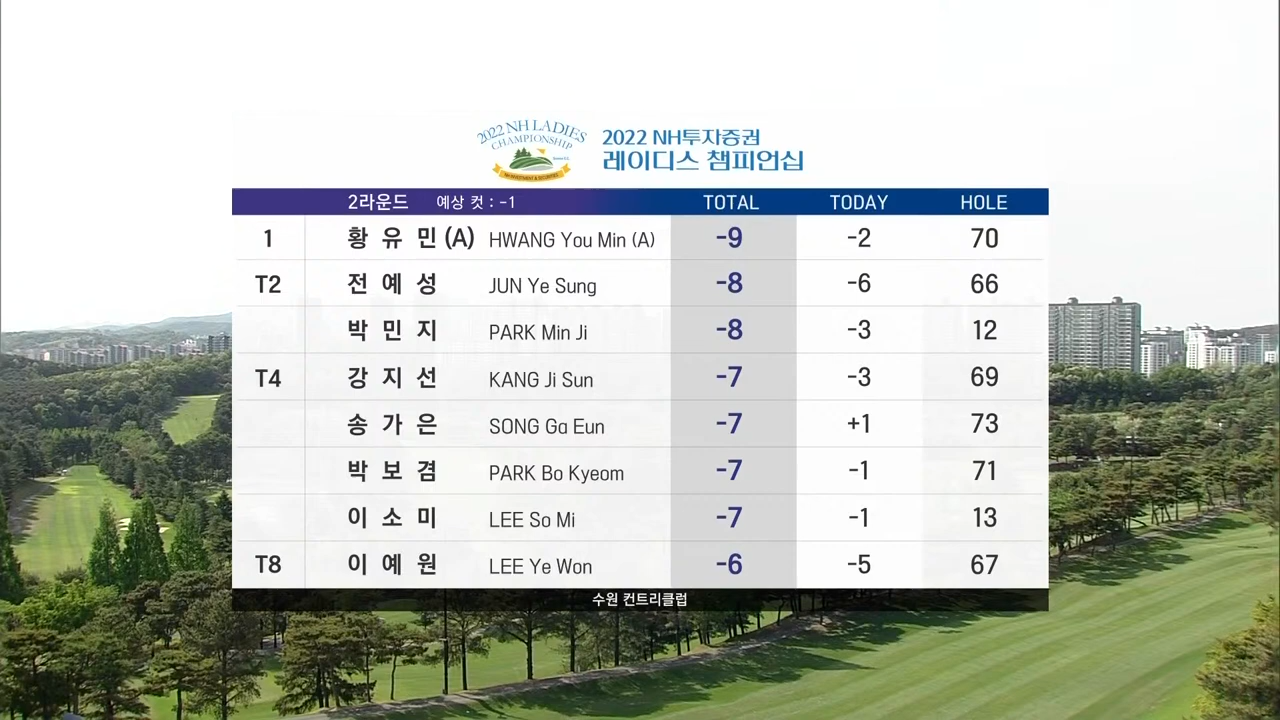 2022 NH LADIES
CHAMPIONSHIP
NH INVESTMENT & SECURITIES
2022 NH투자증권
레이디스 챔피언십
2라운드 예상 컷 : -1 TOTAL TODAY HOLE
1 황유민(A) HWANG You Min (A) -9 -2 70
T2 전예성 JUN Ye Sung -8 -6 66
박민지 PARK Min Ji -8 -3 12
T4 강지선 KANG Ji Sun -7 -3 69
송가은 SONG Ga Eun -7 +1 73
박보겸 PARK Bo Kyeom -7 -1 71
이소미 LEE So Mi -7 -1 13
T8 이예원 LEE Ye Won -6 -5 67
수원 컨트리클럽